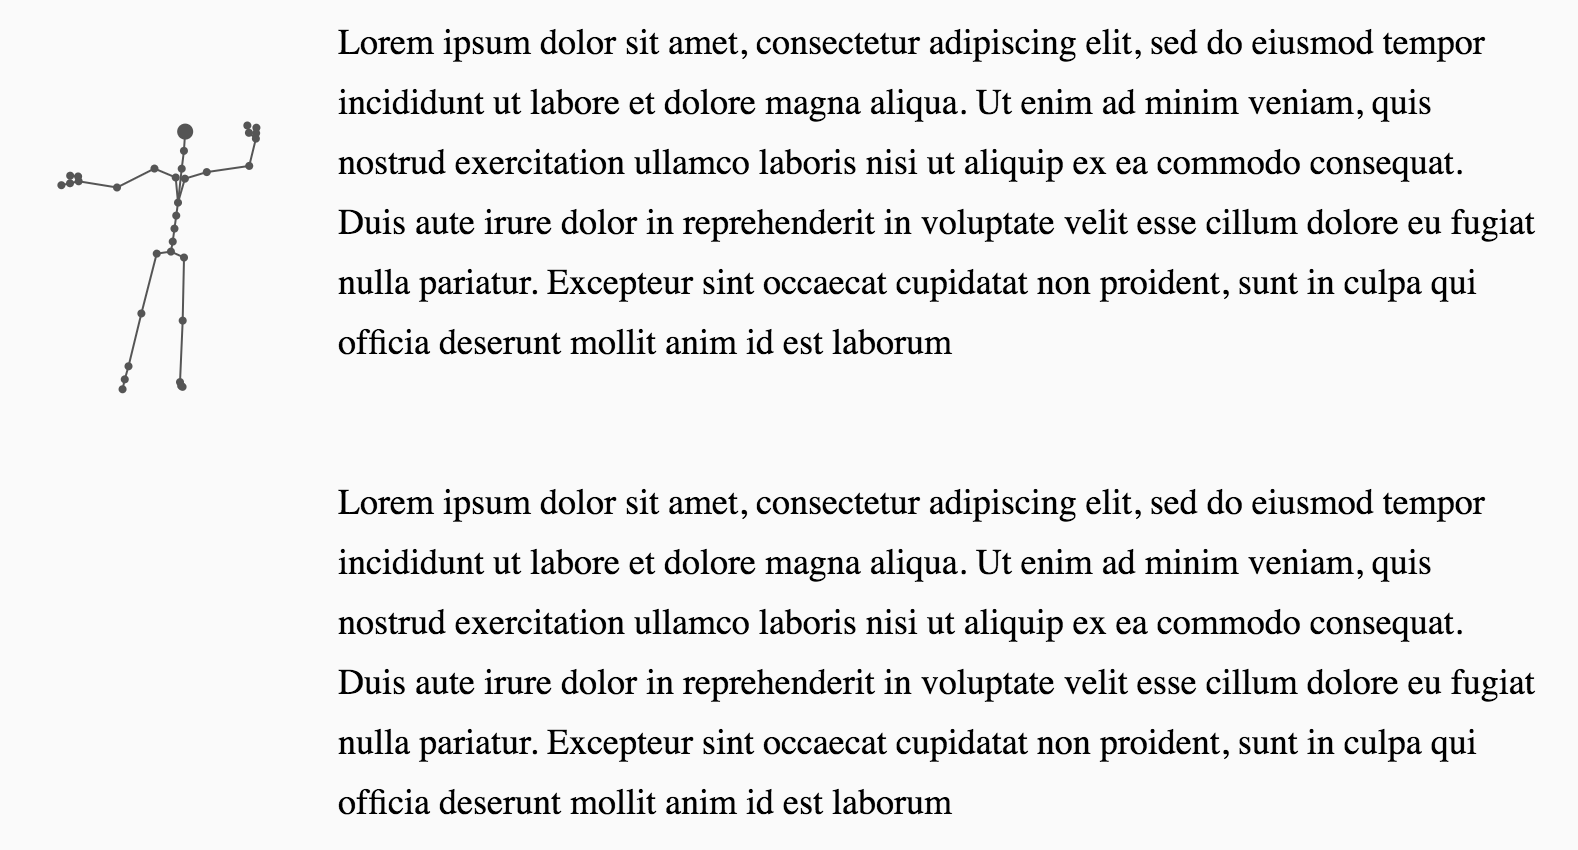 Lorem ipsum dolor sit amet, consectetur adipiscing elit, sed do eiusmod tempor
incididunt ut labore et dolore magna aliqua. Ut enim ad minim veniam, quis
nostrud exercitation ullamco laboris nisi ut aliquip ex ea commodo consequat.
Duis aute irure dolor in reprehenderit in voluptate velit esse cillum dolore eu fugiat
nulla pariatur. Excepteur sint occaecat cupidatat non proident, sunt in culpa qui
officia deserunt mollit anim id est laborum
Lorem ipsum dolor sit amet, consectetur adipiscing elit, sed do eiusmod tempor
incididunt ut labore et dolore magna aliqua. Ut enim ad minim veniam, quis
nostrud exercitation ullamco laboris nisi ut aliquip ex ea commodo consequat.
Duis aute irure dolor in reprehenderit in voluptate velit esse cillum dolore eu fugiat
nulla pariatur. Excepteur sint occaecat cupidatat non proident, sunt in culpa qui
officia deserunt mollit anim id est laborum